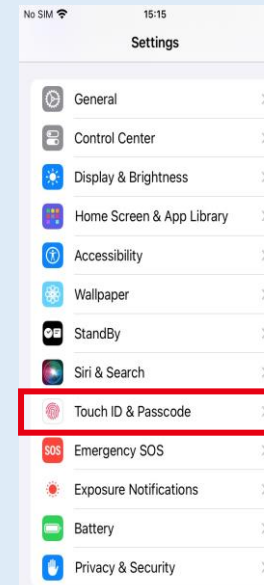 No SIM 15:15
Settings
General
Control Center
Display & Brightness
Home Screen & App Library
Accessibility
Wallpaper
StandBy
Siri & Search
Touch ID & Passcode
SOS Emergency SOS
Exposure Notifications
Battery
Privacy & Security